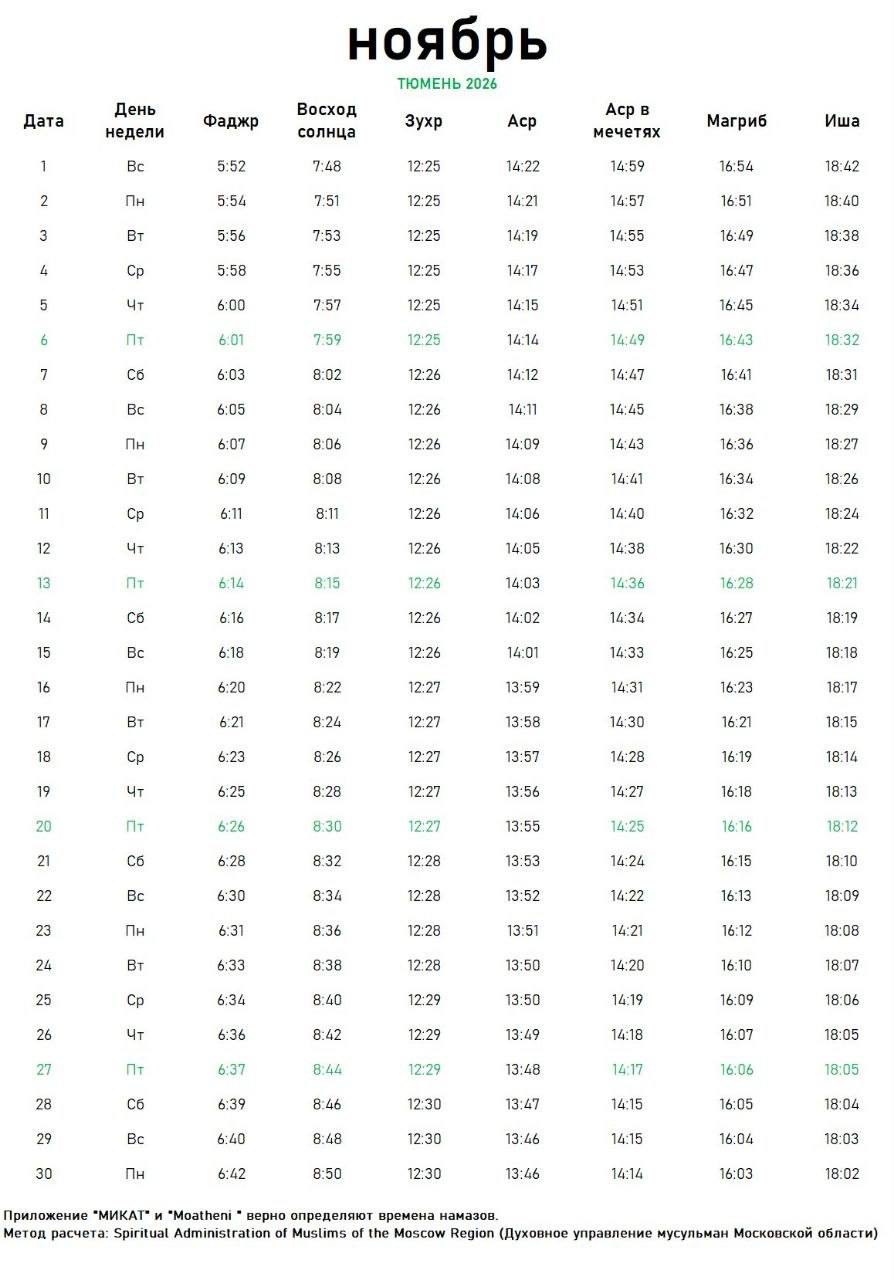 ноябрь
ТЮМЕНЬ 2026
Дата День недели Фаджр Восход солнца Зухр Аср Аср в мечетях Магриб Иша
1 Вс 5:52 7:48 12:25 14:22 14:59 16:54 18:42
2 Пн 5:54 7:51 12:25 14:21 14:57 16:51 18:40
3 Вт 5:56 7:53 12:25 14:19 14:55 16:49 18:38
4 Ср 5:58 7:55 12:25 14:17 14:53 16:47 18:36
5 Чт 6:00 7:57 12:25 14:15 14:51 16:45 18:34
6 Пт 6:01 7:59 12:25 14:14 14:49 16:43 18:32
7 Сб 6:03 8:02 12:26 14:12 14:47 16:41 18:31
8 Вс 6:05 8:04 12:26 14:11 14:45 16:38 18:29
9 Пн 6:07 8:06 12:26 14:09 14:43 16:36 18:27
10 Вт 6:09 8:08 12:26 14:08 14:41 16:34 18:26
11 Ср 6:11 8:11 12:26 14:06 14:40 16:32 18:24
12 Чт 6:13 8:13 12:26 14:05 14:38 16:30 18:22
13 Пт 6:14 8:15 12:26 14:03 14:36 16:28 18:21
14 Сб 6:16 8:17 12:26 14:02 14:34 16:27 18:19
15 Вс 6:18 8:19 12:26 14:01 14:33 16:25 18:18
16 Пн 6:20 8:22 12:27 13:59 14:31 16:23 18:17
17 Вт 6:21 8:24 12:27 13:58 14:30 16:21 18:15
18 Ср 6:23 8:26 12:27 13:57 14:28 16:19 18:14
19 Чт 6:25 8:28 12:27 13:56 14:27 16:18 18:13
20 Пт 6:26 8:30 12:27 13:55 14:25 16:16 18:12
21 Сб 6:28 8:32 12:28 13:53 14:24 16:15 18:10
22 Вс 6:30 8:34 12:28 13:52 14:22 16:13 18:09
23 Пн 6:31 8:36 12:28 13:51 14:21 16:12 18:08
24 Вт 6:33 8:38 12:28 13:50 14:20 16:10 18:07
25 Ср 6:34 8:40 12:29 13:50 14:19 16:09 18:06
26 Чт 6:36 8:42 12:29 13:49 14:18 16:07 18:05
27 Пт 6:37 8:44 12:29 13:48 14:17 16:06 18:05
28 Сб 6:39 8:46 12:30 13:47 14:15 16:05 18:04
29 Вс 6:40 8:48 12:30 13:46 14:15 16:04 18:03
30 Пн 6:42 8:50 12:30 13:46 14:14 16:03 18:02
Приложение "МИКАТ" и "Moatheni " верно определяют времена намазов.
Метод расчета: Spiritual Administration of Muslims of the Moscow Region (Духовное управление мусульман Московской области)